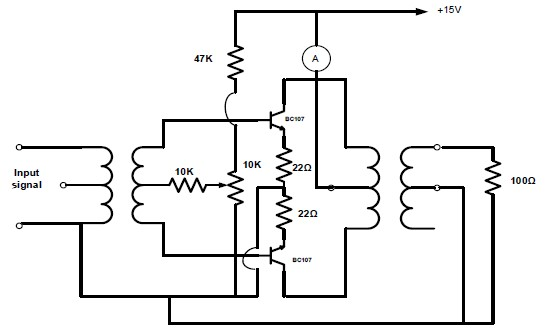 +15V
47K
A
BC107
Input
signal
10K
10K
22Ω
22Ω
100Ω
BC107